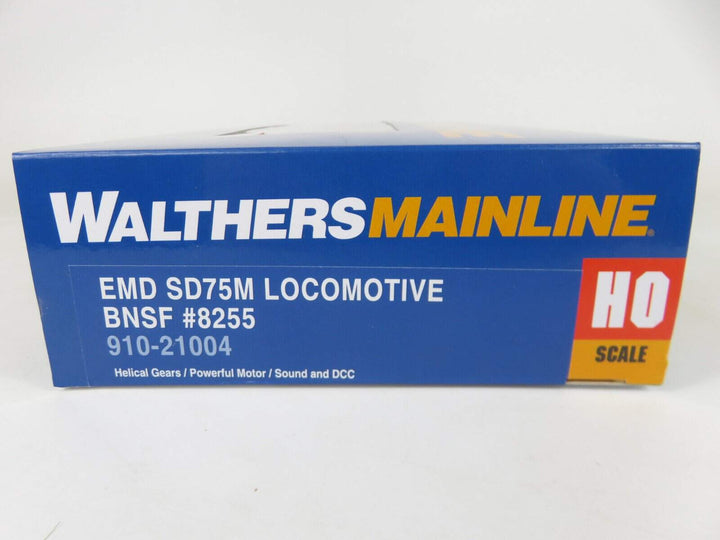 WALTHERSMAINLINE®
EMD SD75M LOCOMOTIVE
BNSF #8255
910-21004
Helical Gears / Powerful Motor / Sound and DCC
HO
SCALE